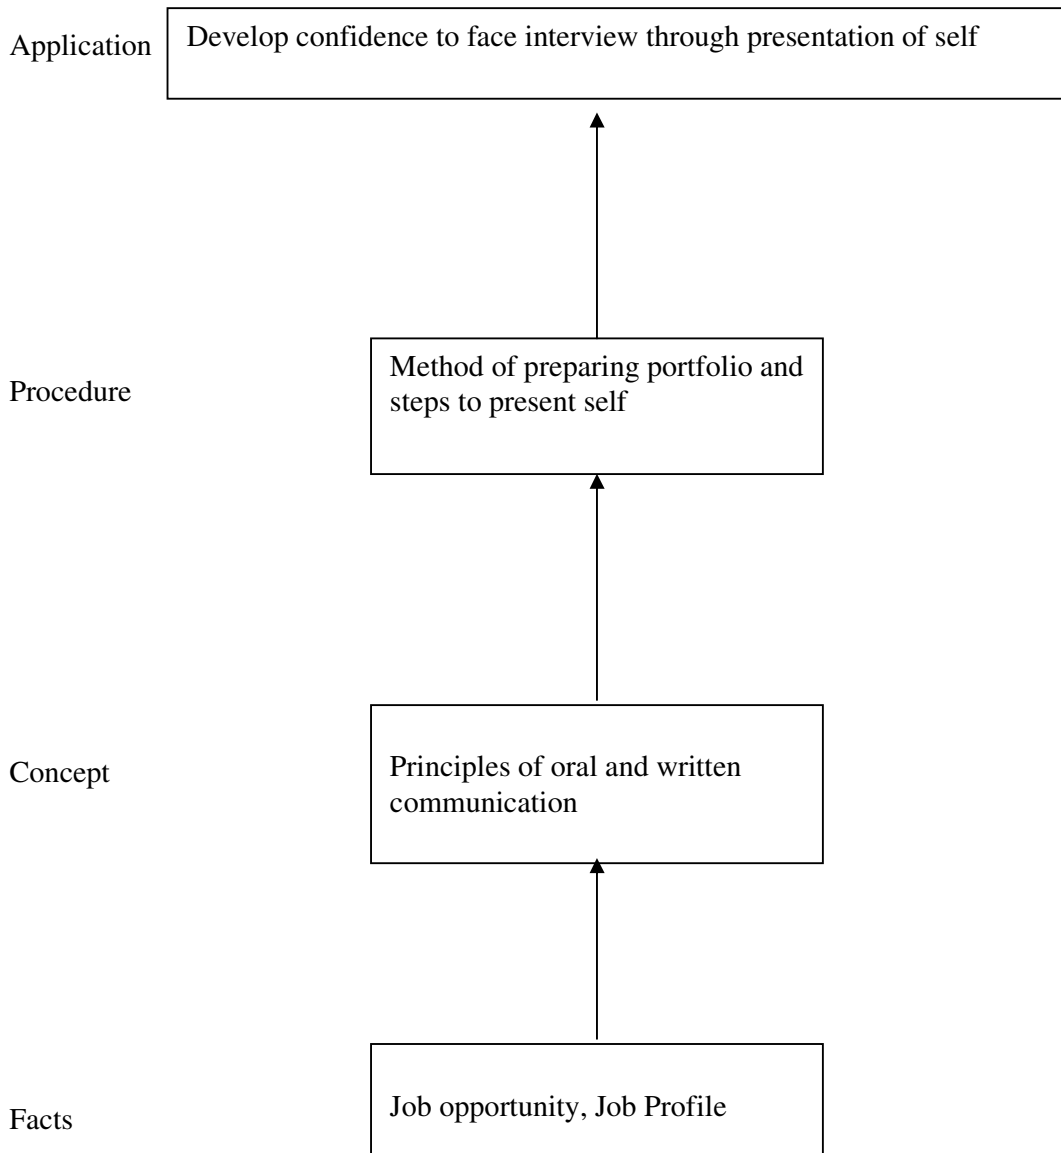 Application
Develop confidence to face interview through presentation of self
Procedure
Method of preparing portfolio and
steps to present self
Concept
Principles of oral and written
communication
Facts
Job opportunity, Job Profile